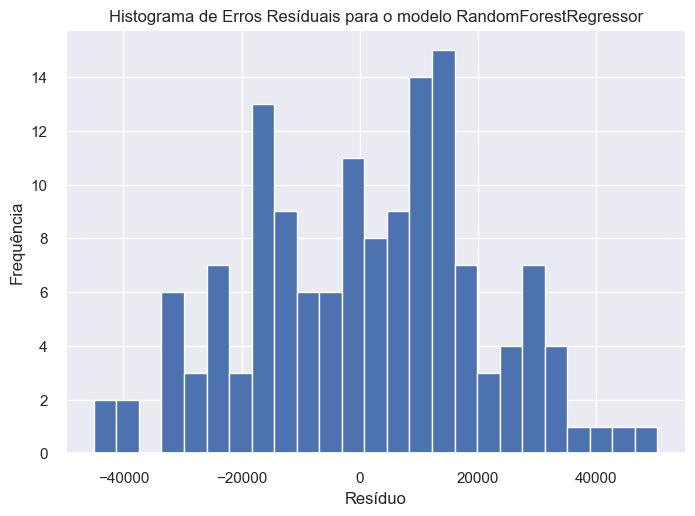 Histograma de Erros Resíduais para o modelo RandomForestRegressor
14
12
10
8
6
4
2
0
Frequência
−40000 −20000 0 20000 40000
Resíduo